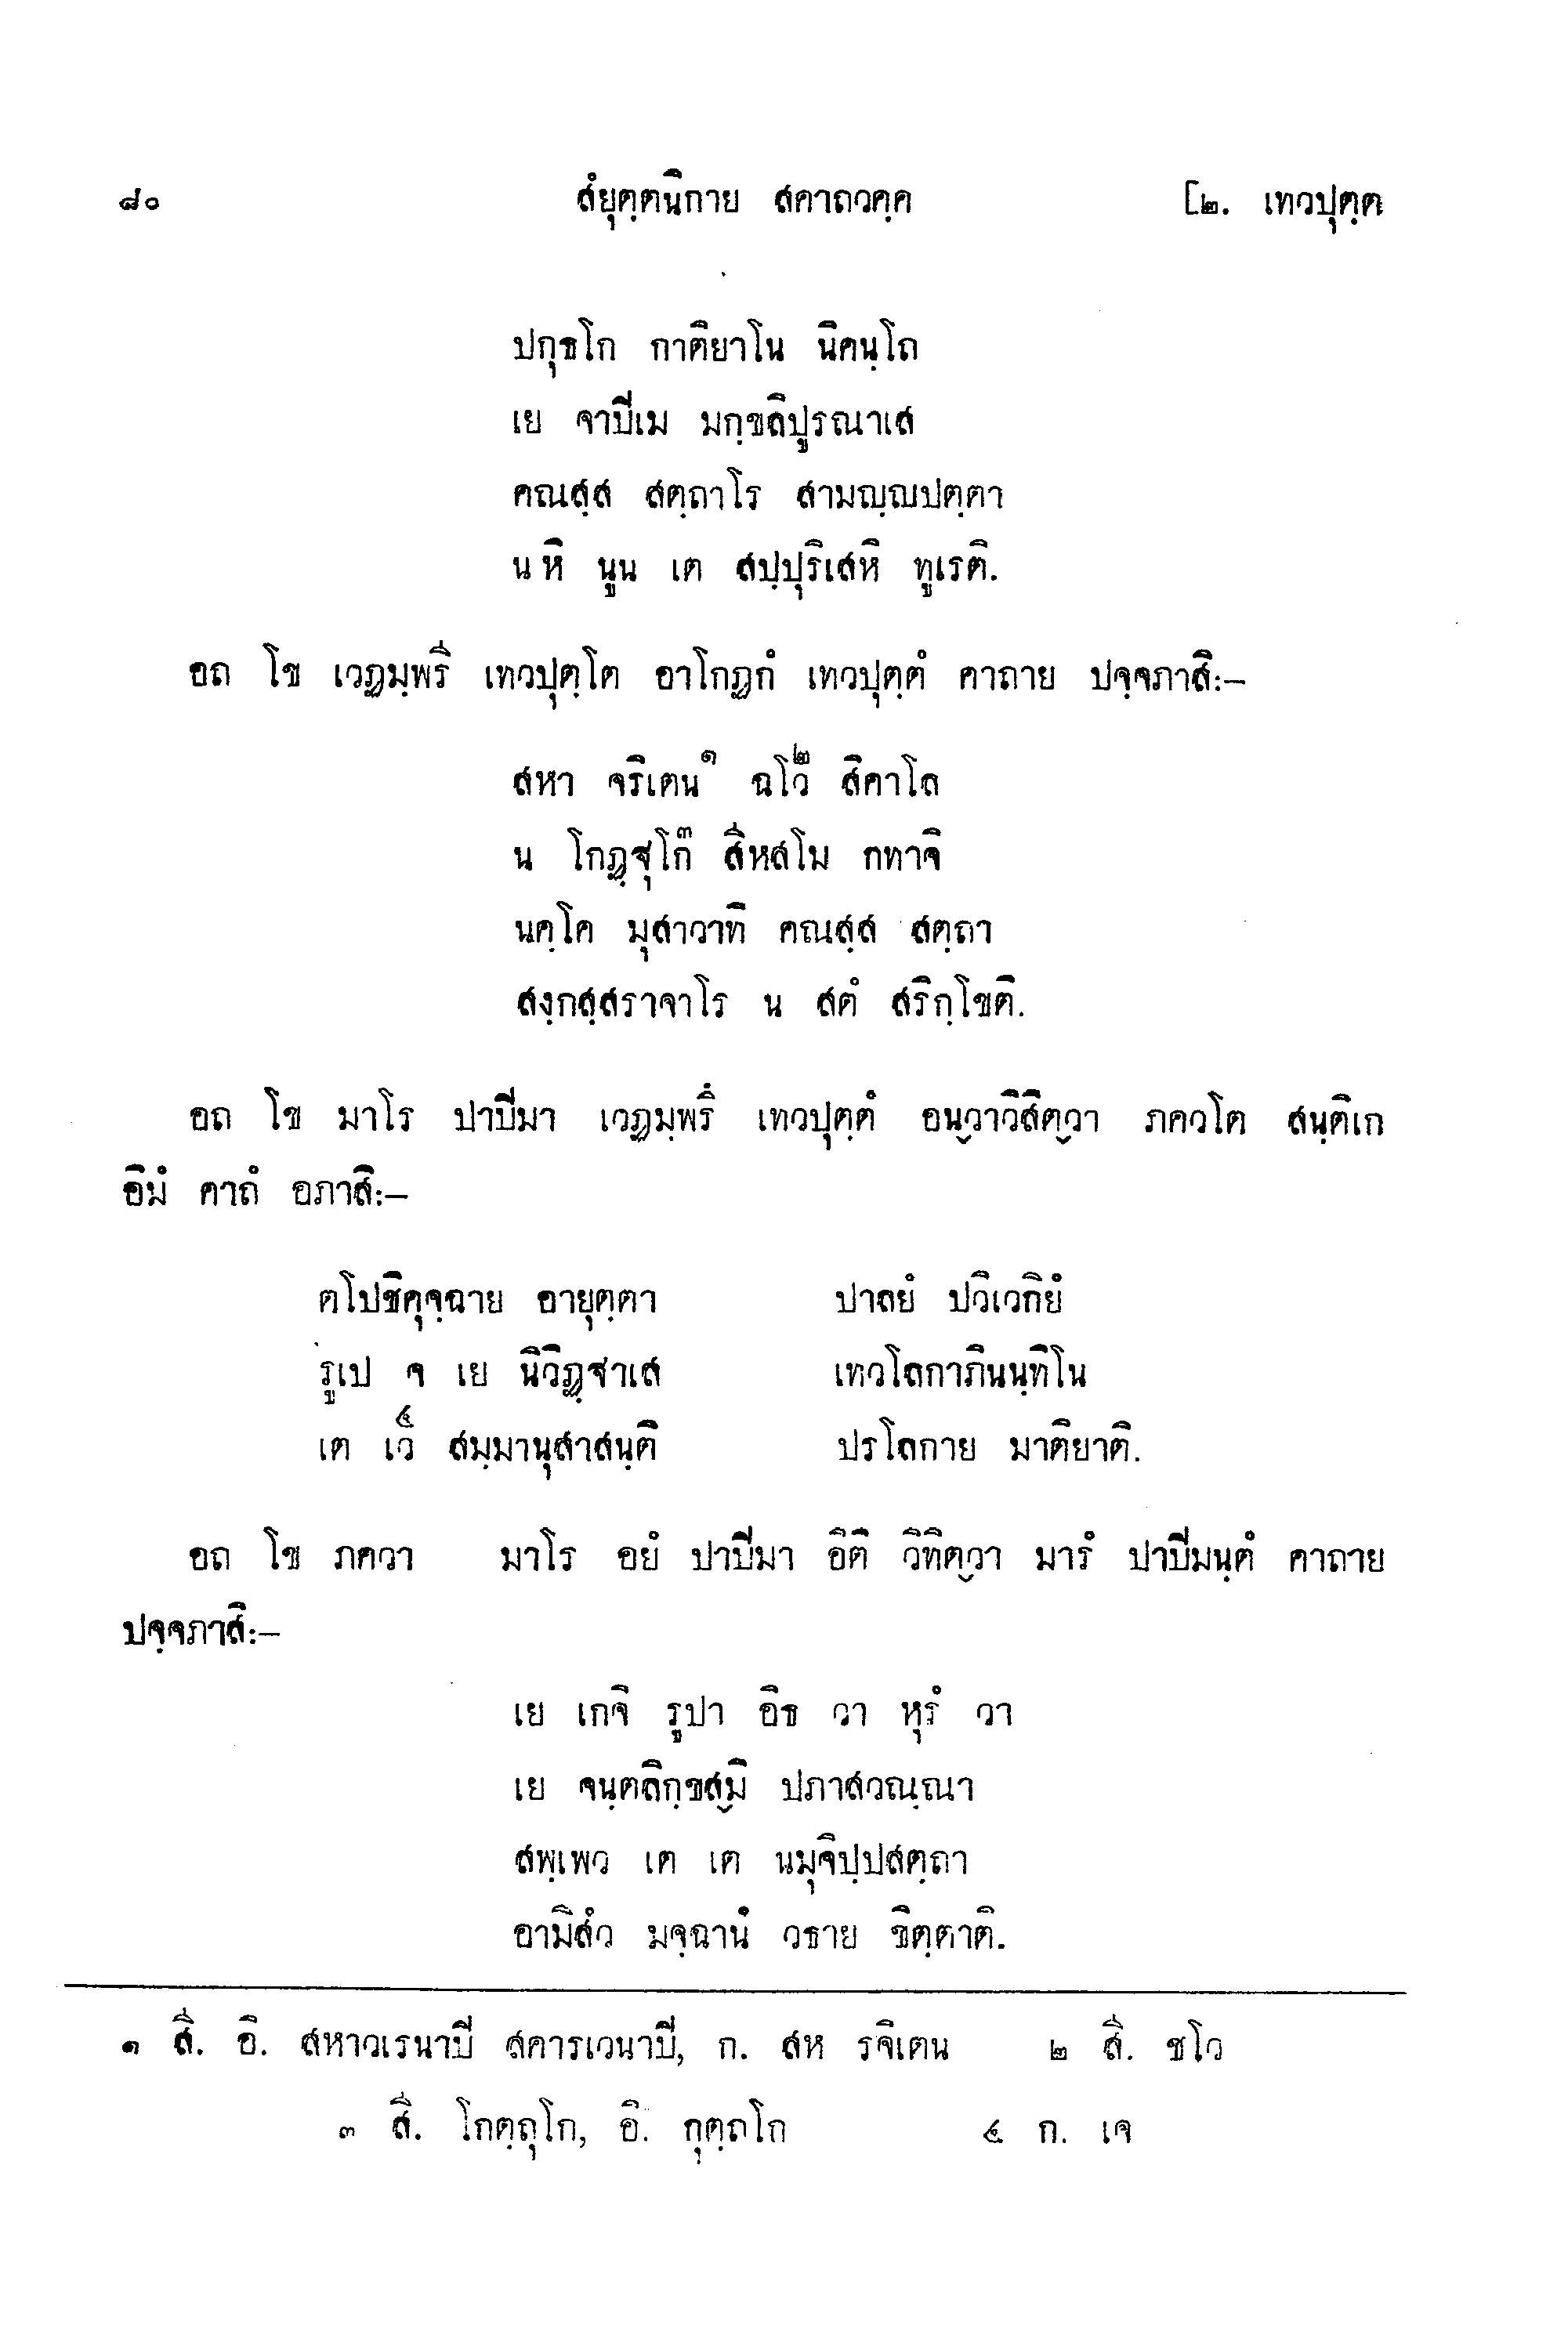 ๘๐ สํยุตฺตนิกาย สคาถวคฺค [๒. เทวปุตฺต
ปกุธโก กาติยาโน นิคนฺโถ
เย จาปิเม มกฺขลิปูรณาเส
คณสฺส สตฺถาโร สามญฺญปตฺตา
น หิ นูน เต สปฺปุริเสหิ ทูเรติ.
อถ โข เวฏมฺพรี เทวปุตฺโต อาโกฏกํ เทวปุตฺตํ คาถาย ปจฺจภาสิ:–
สหา จริเตน๑ ฉโว๒ สิคาโล
น โกฏฺฐุโก๓ สีหสโม กทาจิ
นคฺโค มุสาวาที คณสฺส สตฺถา
สงฺกสฺสราจาโร น สตํ สริกฺโขติ.
อถ โข มาโร ปาปิมา เวฏมฺพรึ เทวปุตฺตํ อนฺวาวิสิตฺวา ภควโต สนฺติเก
อิมํ คาถํ อภาสิ:–
ตโปชิคุจฺฉาย อายุตฺตา ปาลยํ ปวิเวกิยํ
รูเป จ เย นิวิฏฺฐาเส เทวโลกาภินนฺทิโน
เต เว๔ สมฺมานุสาสนฺติ ปรโลกาย มาติยาติ.
อถ โข ภควา มาโร อยํ ปาปิมา อิติ วิทิตฺวา มารํ ปาปิมนฺตํ คาถาย
ปจฺจภาสิ:–
เย เกจิ รูปา อิธ วา หุรํ วา
เย จนฺตลิกฺขสฺมิ ปภาสวณฺณา
สพฺเพว เต เต นมุจิปฺปสตฺถา
อามิสํว มจฺฉานํ วธาย ขิตฺตาติ.
๑ สี. อิ. สหาวเรนาปิ สคารเวนาปิ, ก. สห รจิเตน ๒ สี. ชโว
๓ สี. โกตฺถุโก, อิ. กุตฺถโก ๔ ก. เจ